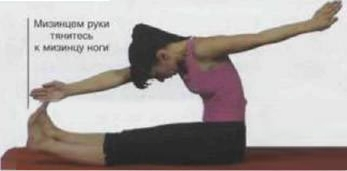 Мизинцем руки
тянитесь
к мизинцу ноги